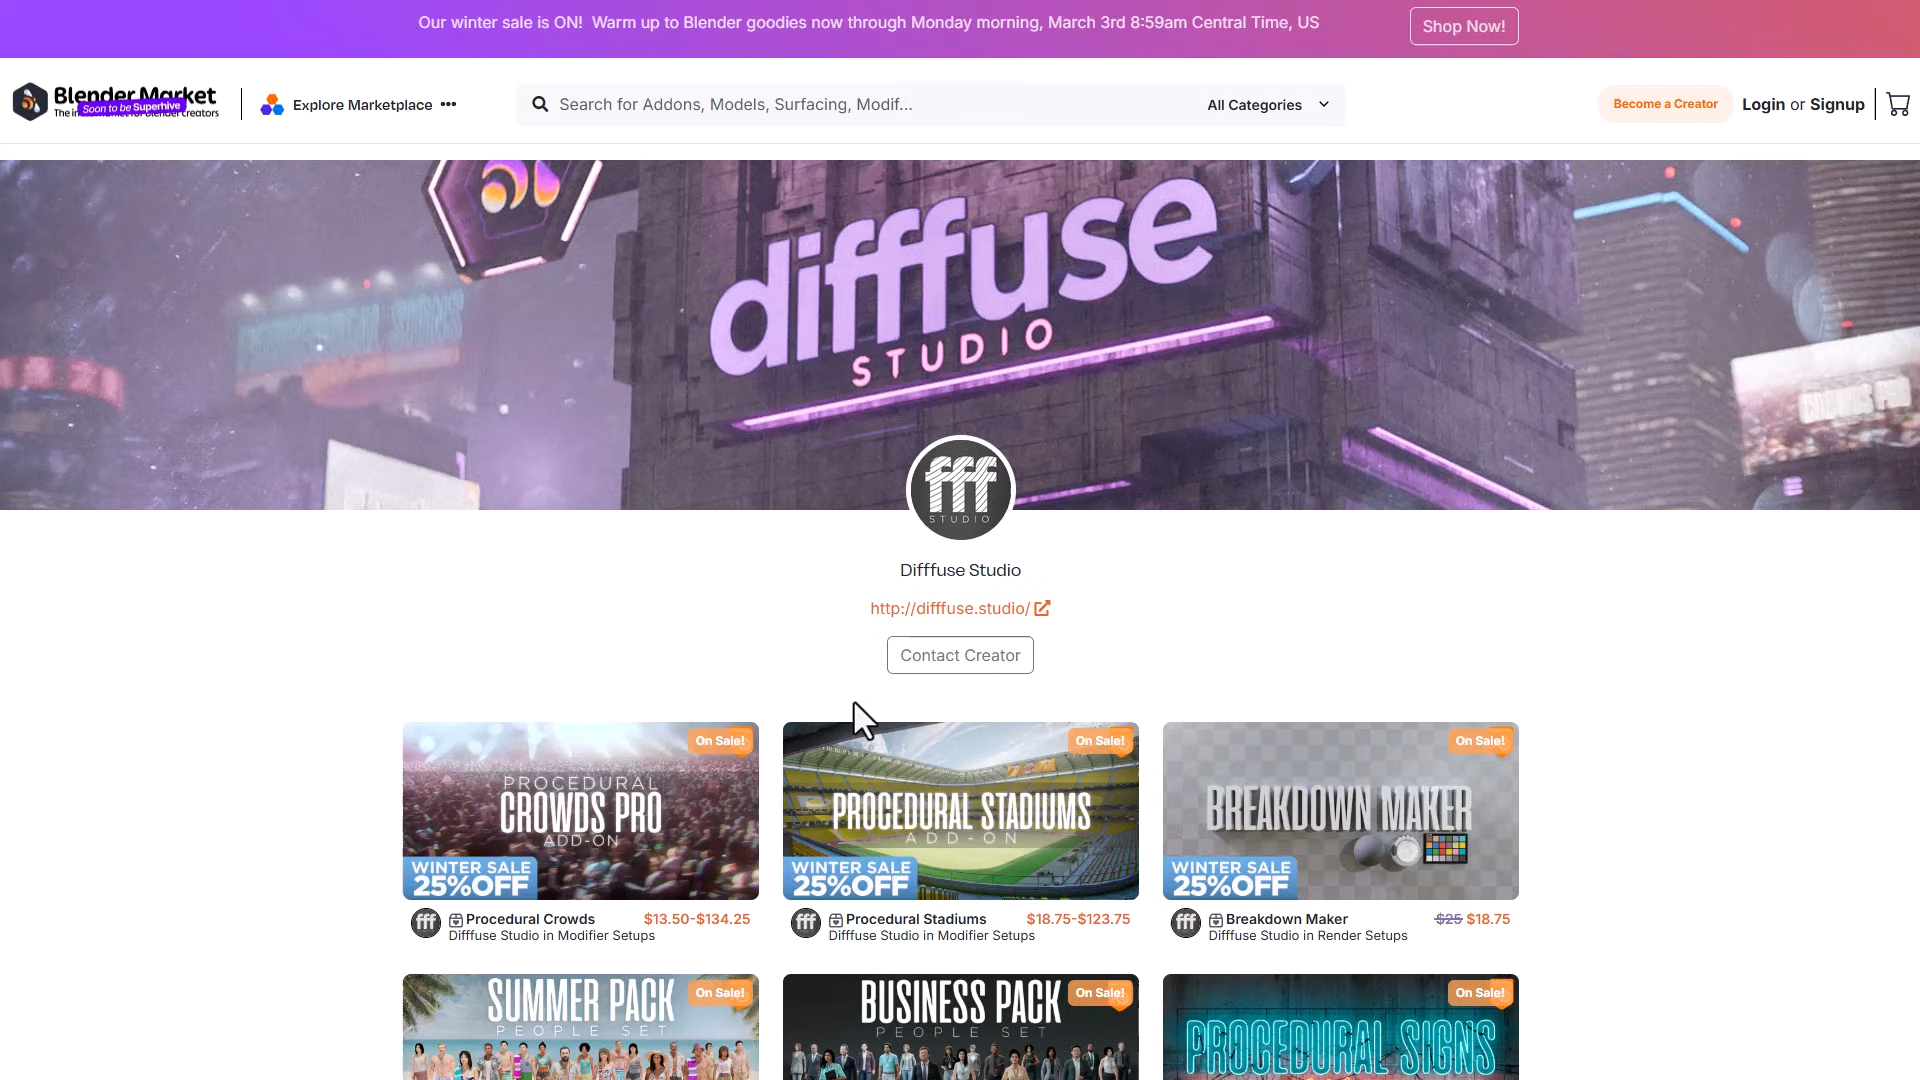 Our winter sale is ON!  Warm up to Blender goodies now through Monday morning, March 3rd 8:59am Central Time, US
Shop Now!
Blender Market
Soon to be Superhive
Explore Marketplace •••
Search for Addons, Models, Surfacing, Modif...
All Categories
Become a Creator
Login or Signup
difffuse
STUDIO
fff
STUDIO
Difffuse Studio
http://difffuse.studio/
Contact Creator
On Sale!
PROCEDURAL
CROWDS PRO
ADD-ON
WINTER SALE
25%OFF
fff
Procedural Crowds
$13.50-$134.25
Difffuse Studio in Modifier Setups
On Sale!
PROCEDURAL STADIUMS
ADD-ON
WINTER SALE
25%OFF
fff
Procedural Stadiums
$18.75-$123.75
Difffuse Studio in Modifier Setups
On Sale!
BREAKDOWN MAKER
WINTER SALE
25%OFF
fff
Breakdown Maker
$25 $18.75
Difffuse Studio in Render Setups
On Sale!
SUMMER PACK
PEOPLE SET
On Sale!
BUSINESS PACK
PEOPLE SET
On Sale!
PROCEDURAL SIGNS